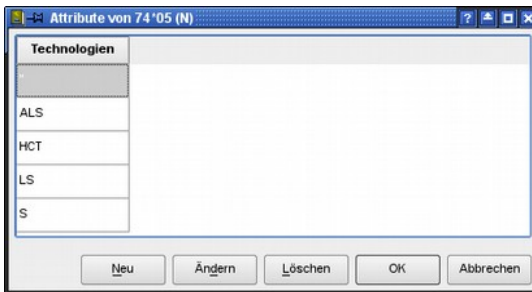 Attribute von 74*05 (N)
Technologien
ALS
HCT
LS
S
Neu Ändern Löschen OK Abbrechen